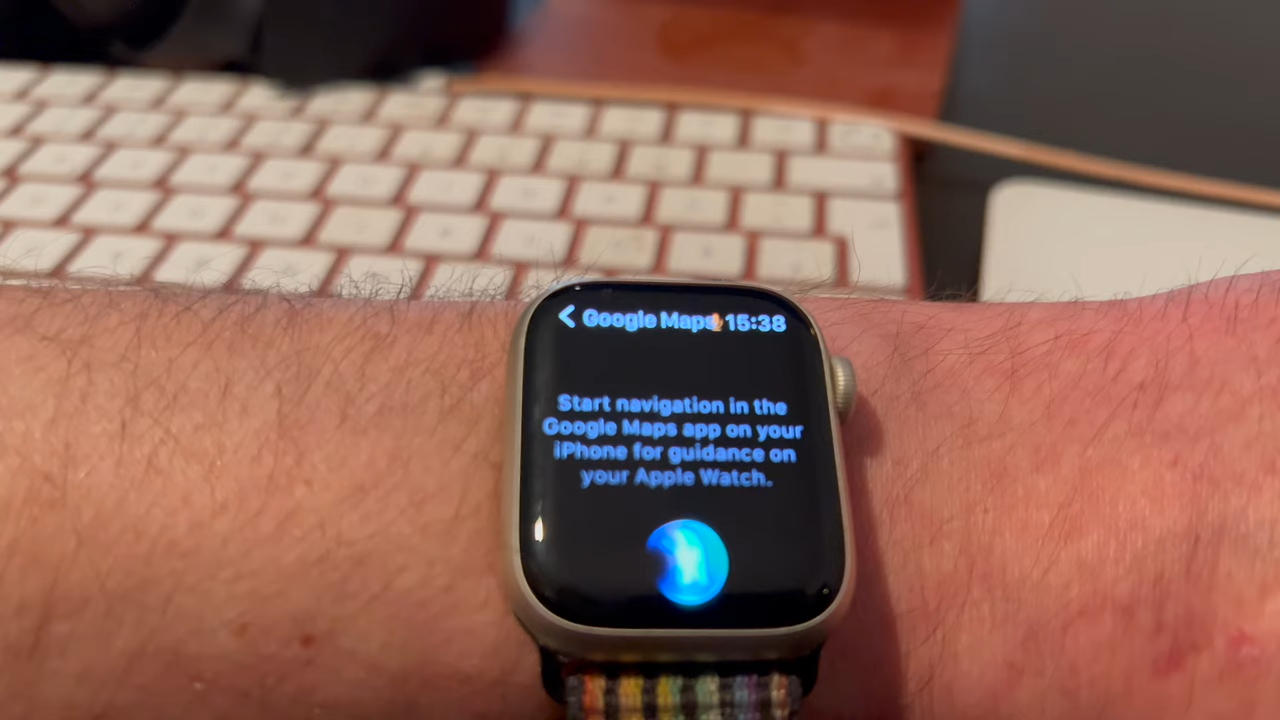 Google Maps 15:38
Start navigation in the
Google Maps app on your
iPhone for guidance on
your Apple Watch.